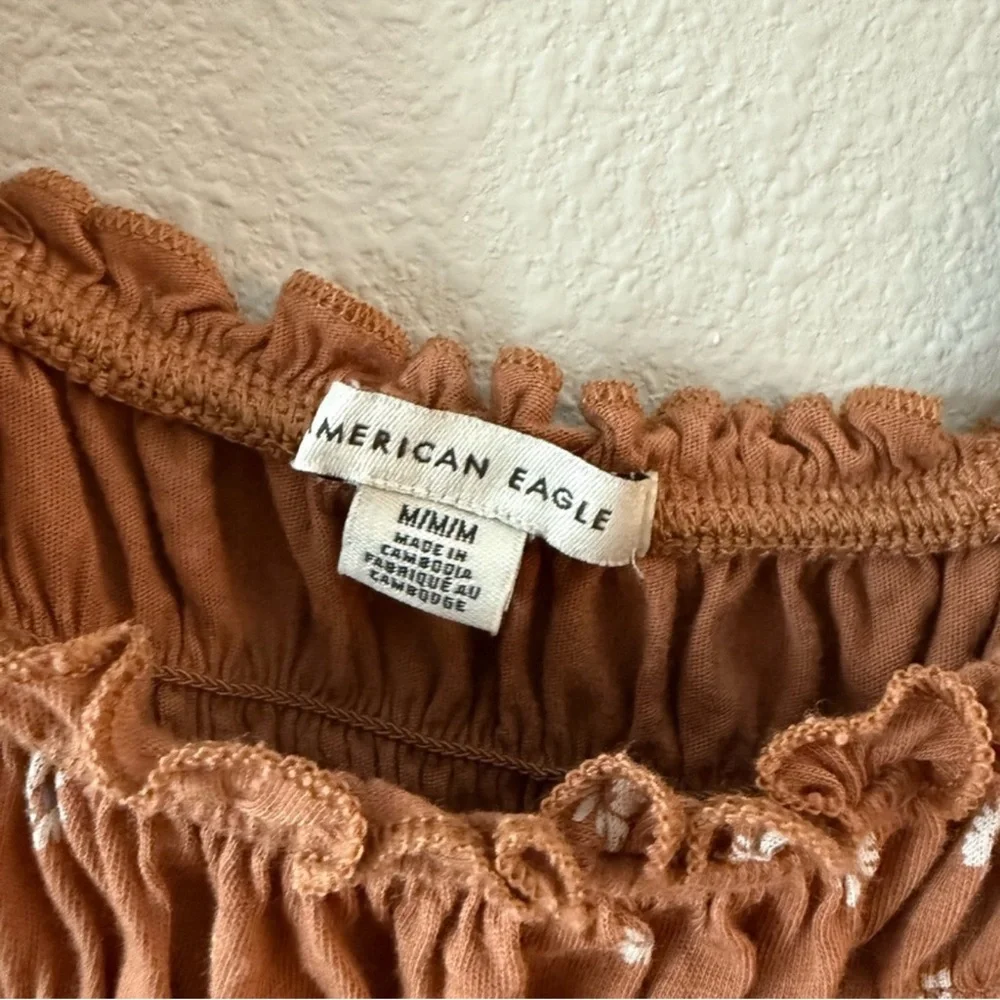 AMERICAN EAGLE
M/M/M
MADE IN
CAMBODIA
FABRIQUÉ AU
CAMBODGE